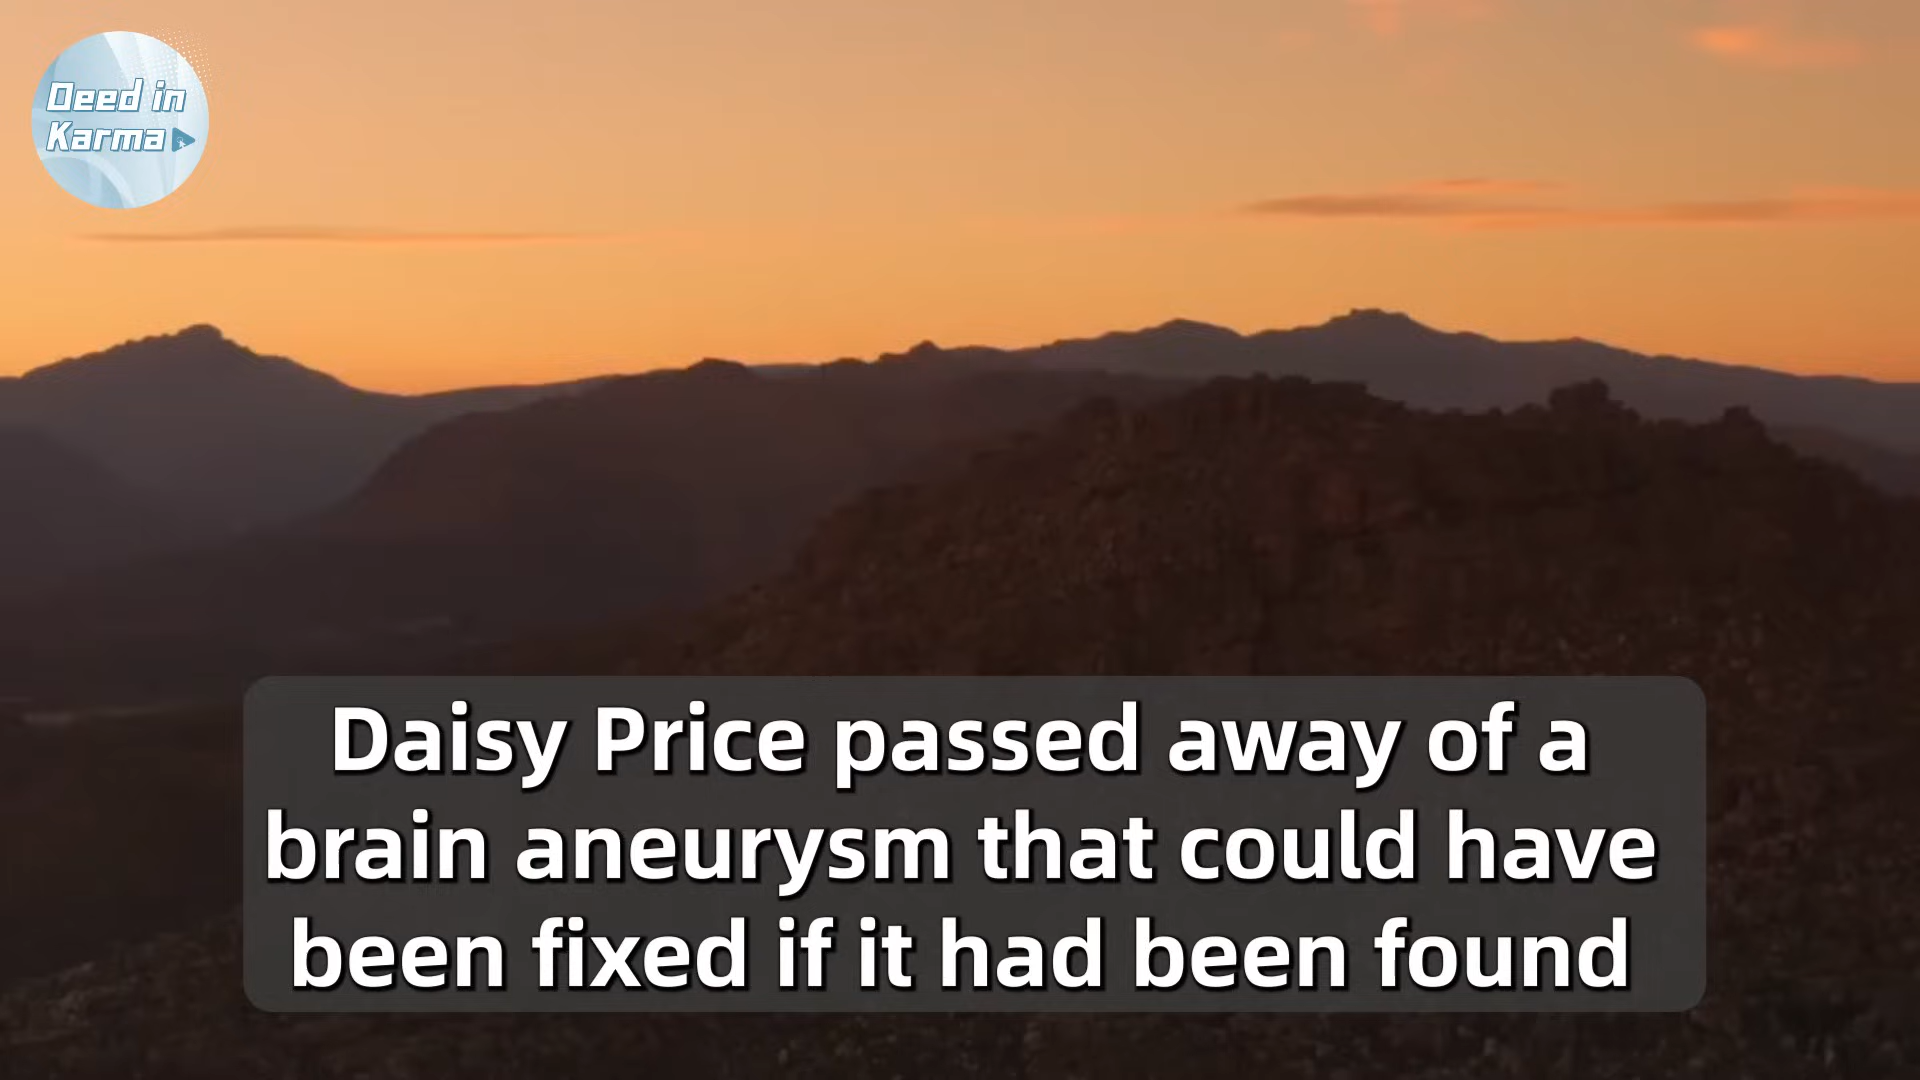 Deed in
Karma
Daisy Price passed away of a
brain aneurysm that could have
been fixed if it had been found